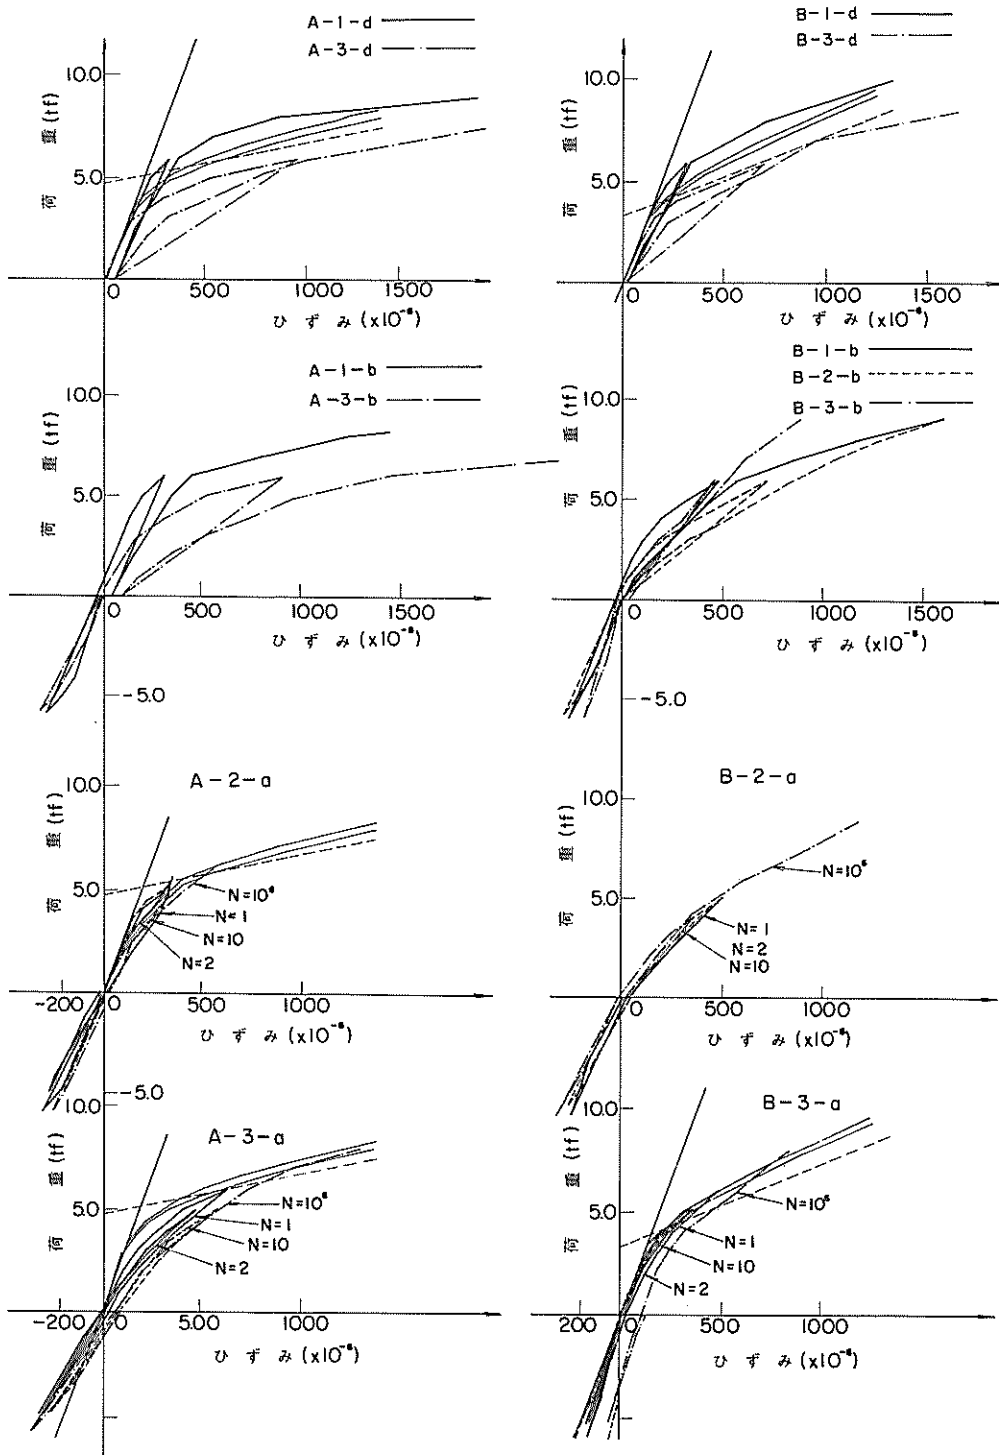 A-1-d
A-3-d
10.0
5.0
荷 重 (tf)
0 500 1000 1500
ひずみ (x10⁻⁶)
B-1-d
B-3-d
10.0
5.0
荷 重 (tf)
0 500 1000 1500
ひずみ (x10⁻⁶)
A-1-b
A-3-b
10.0
5.0
荷 重 (tf)
0 500 1000 1500
ひずみ (x10⁻⁶)
-5.0
B-1-b
B-2-b
B-3-b
10.0
5.0
荷 重 (tf)
0 500 1000 1500
ひずみ (x10⁻⁶)
-5.0
A-2-a
10.0
5.0
荷 重 (tf)
N=10⁶
N=1
N=10
N=2
-200 0 500 1000
ひずみ (x10⁻⁶)
-5.0
B-2-a
10.0
5.0
荷 重 (tf)
N=10⁶
N=1
N=2
N=10
200 0 500 1000
ひずみ (x10⁻⁶)
A-3-a
10.0
5.0
荷 重 (tf)
N=10⁶
N=1
N=10
N=2
-200 0 5.00 1000
ひずみ (x10⁻⁶)
B-3-a
10.0
5.0
荷 重 (tf)
N=10⁶
N=1
N=10
N=2
200 0 500 1000
ひずみ (x10⁻⁶)